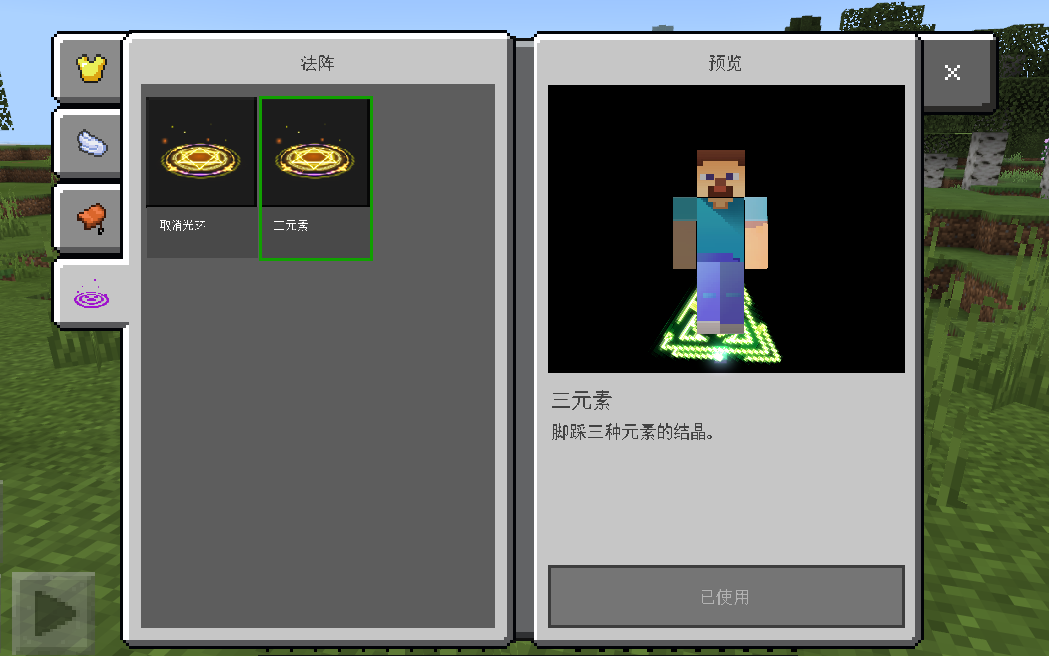 法阵
预览
取消光环
三元素
三元素
脚踩三种元素的结晶。
已使用